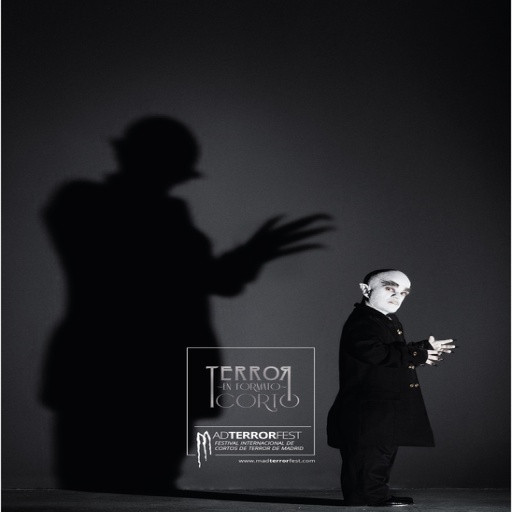 TERROR
EN FORMATO
CORTO
MADTERRORFEST
FESTIVAL INTERNACIONAL DE
CORTOS DE TERROR DE MADRID
www.madterrorfest.com